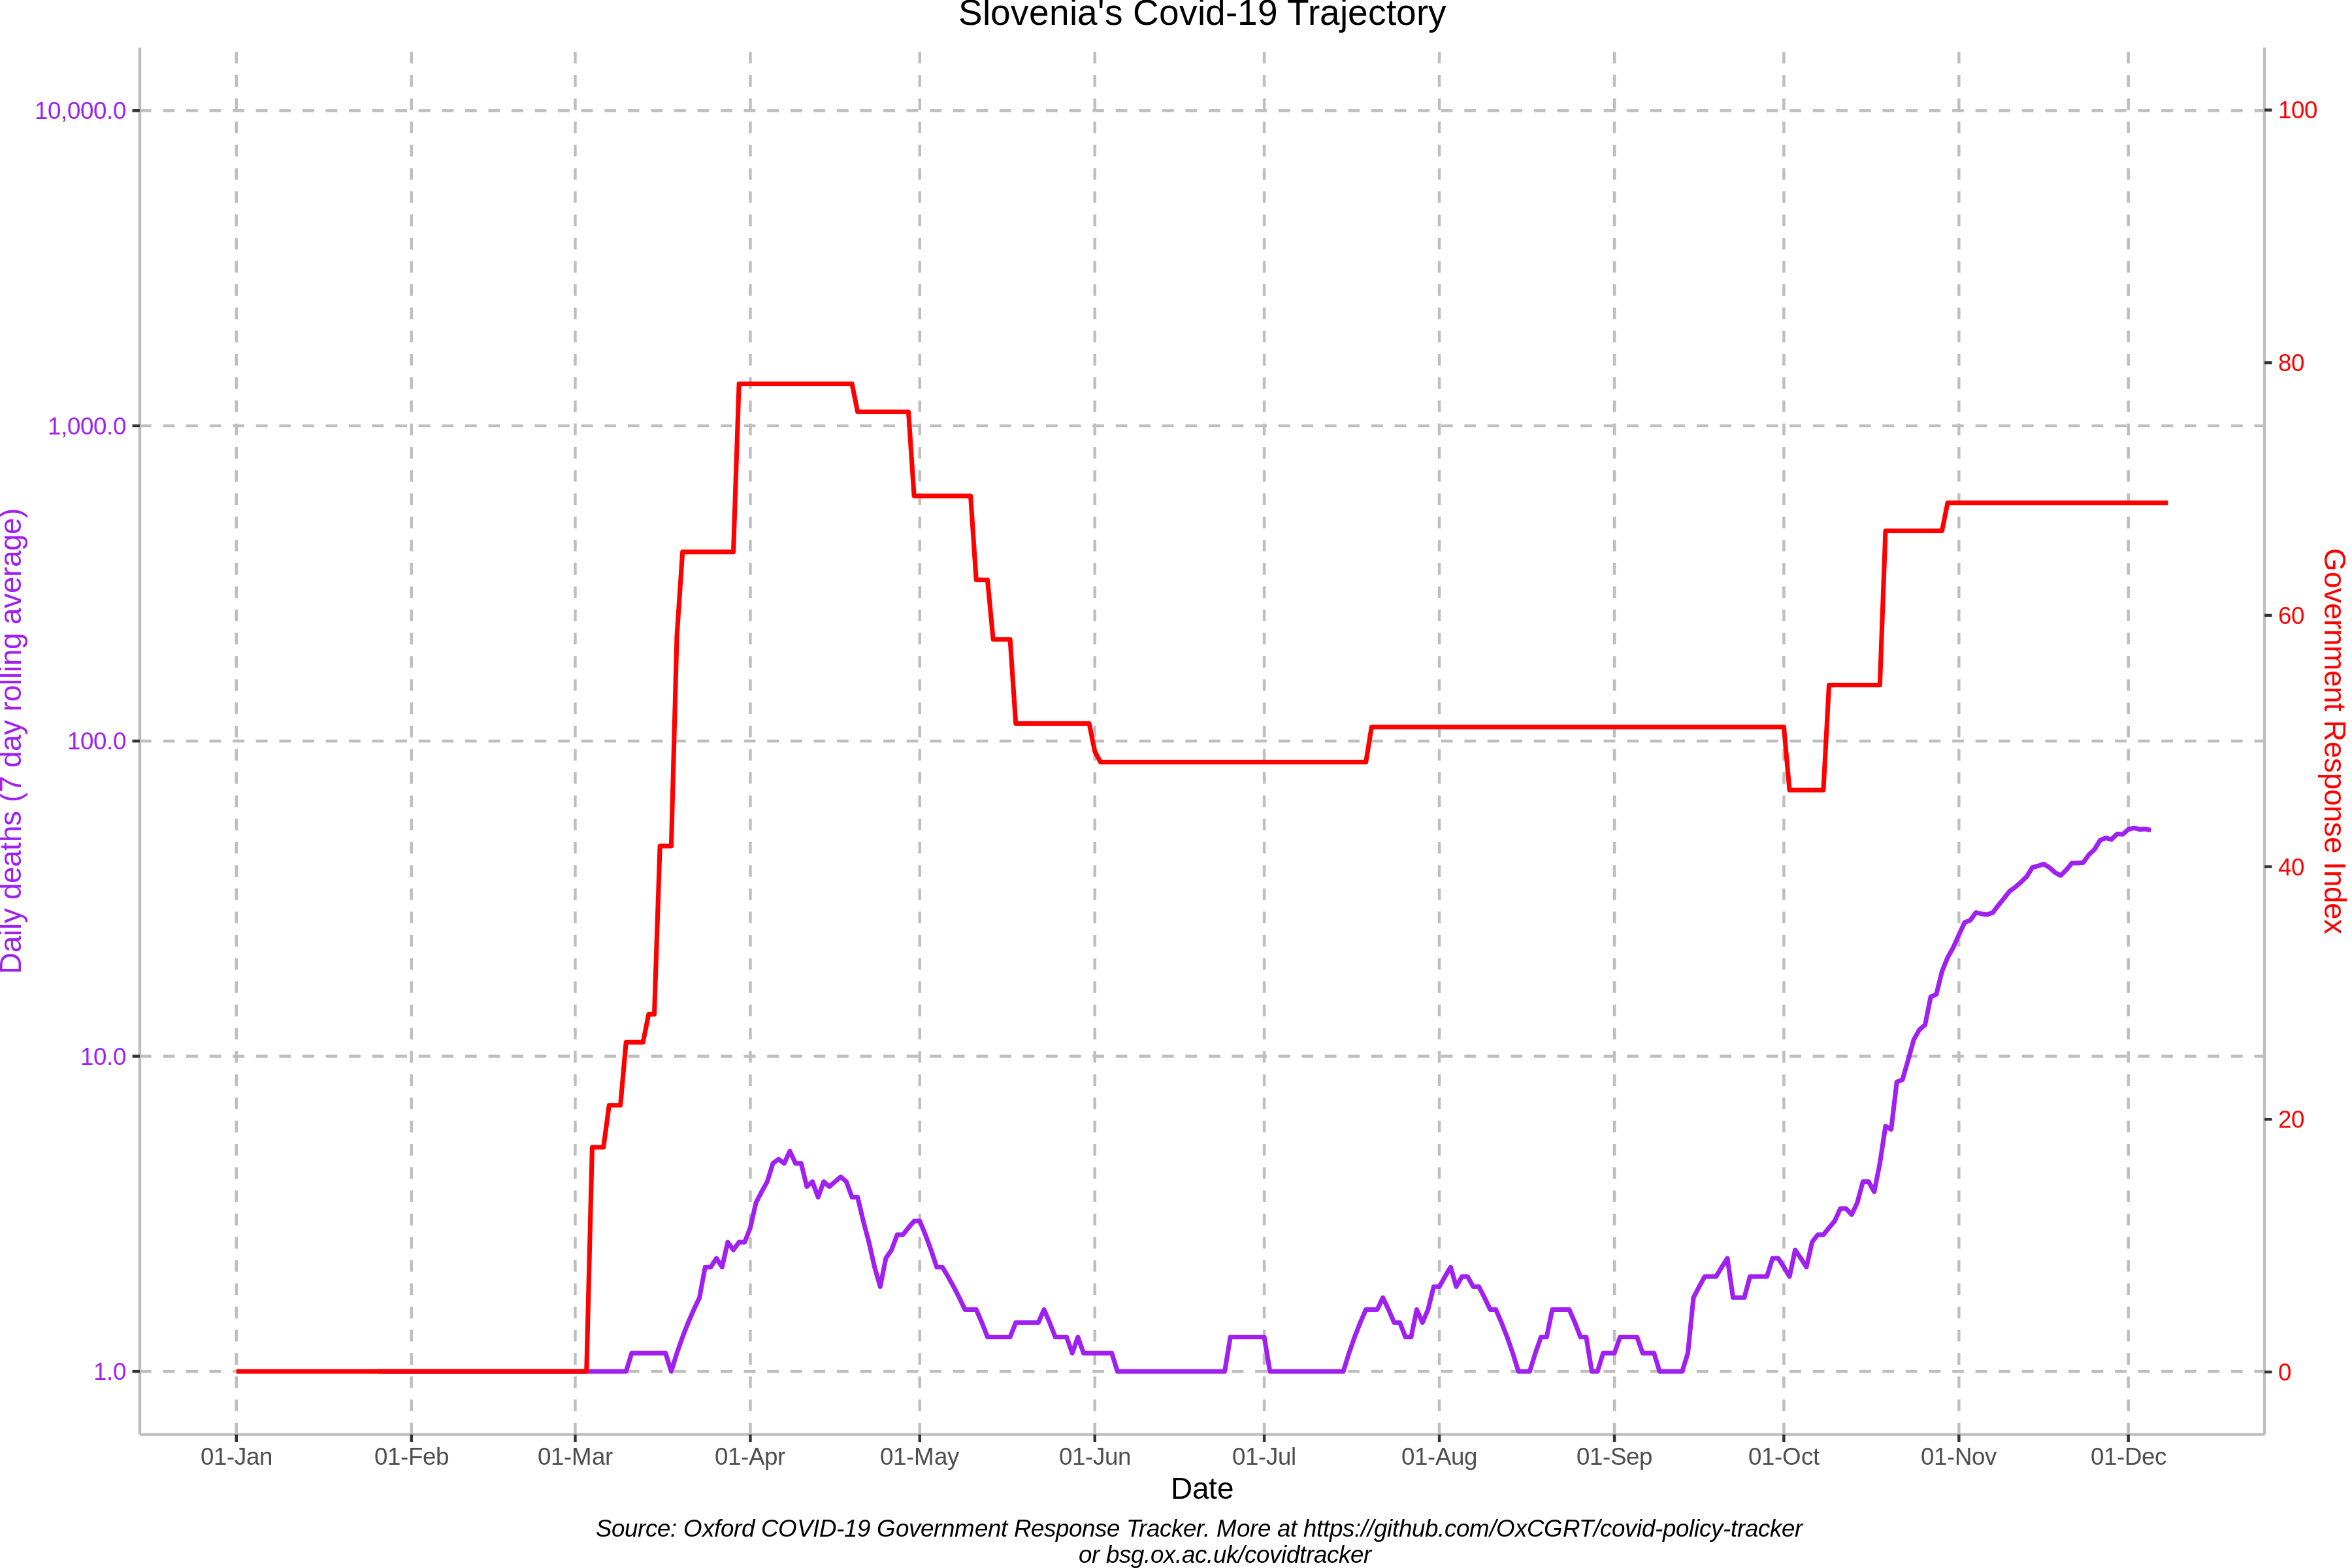 Slovenia's Covid-19 Trajectory
10,000.0
1,000.0
100.0
10.0
1.0
Daily deaths (7 day rolling average)
100
80
60
40
20
0
Government Response Index
01-Jan
01-Feb
01-Mar
01-Apr
01-May
01-Jun
01-Jul
01-Aug
01-Sep
01-Oct
01-Nov
01-Dec
Date
Source: Oxford COVID-19 Government Response Tracker. More at https://github.com/OxCGRT/covid-policy-tracker
or bsg.ox.ac.uk/covidtracker